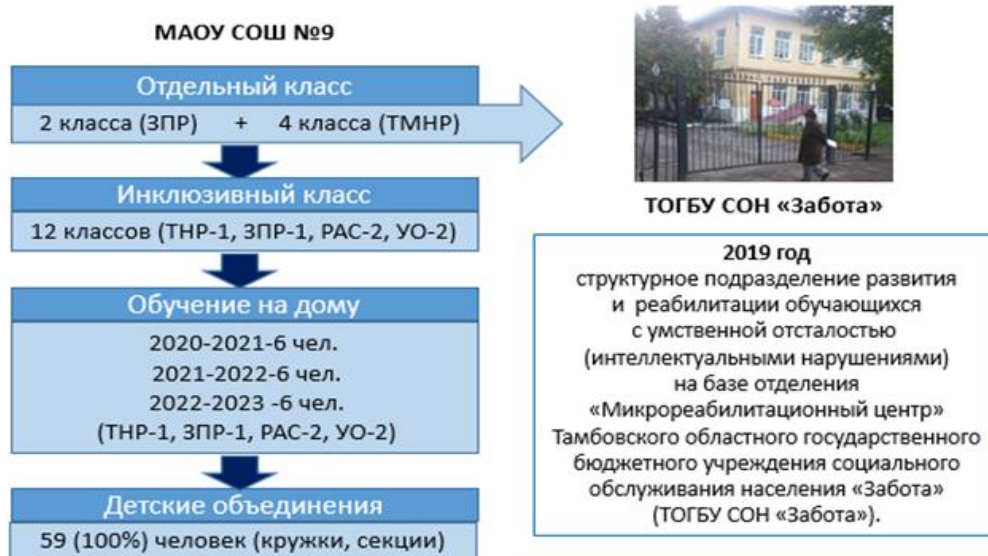 МАОУ СОШ №9
Отдельный класс
2 класса (ЗПР) + 4 класса (ТМНР)
Инклюзивный класс
12 классов (ТНР-1, ЗПР-1, РАС-2, УО-2)
Обучение на дому
2020-2021-6 чел.
2021-2022-6 чел.
2022-2023 -6 чел.
(ТНР-1, ЗПР-1, РАС-2, УО-2)
Детские объединения
59 (100%) человек (кружки, секции)
ТОГБУ СОН «Забота»
2019 год
структурное подразделение развития
и реабилитации обучающихся
с умственной отсталостью
(интеллектуальными нарушениями)
на базе отделения
«Микрореабилитационный центр»
Тамбовского областного государственного
бюджетного учреждения социального
обслуживания населения «Забота»
(ТОГБУ СОН «Забота»).